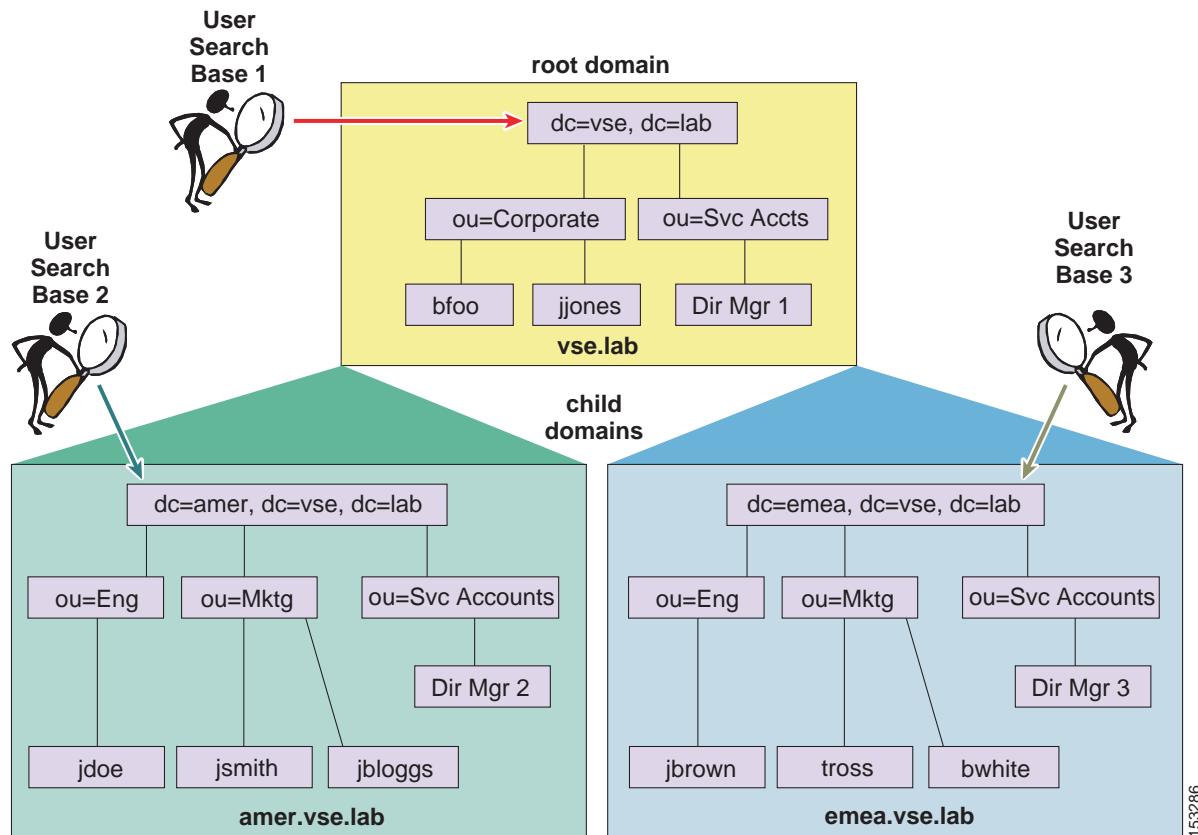 User
Search
Base 1
root domain
dc=vse, dc=lab
ou=Corporate
ou=Svc Accts
bfoo
jjones
Dir Mgr 1
vse.lab
User
Search
Base 2
User
Search
Base 3
child
domains
dc=amer, dc=vse, dc=lab
ou=Eng
ou=Mktg
ou=Svc Accounts
Dir Mgr 2
jdoe
jsmith
jbloggs
amer.vse.lab
dc=emea, dc=vse, dc=lab
ou=Eng
ou=Mktg
ou=Svc Accounts
Dir Mgr 3
jbrown
tross
bwhite
emea.vse.lab
153286